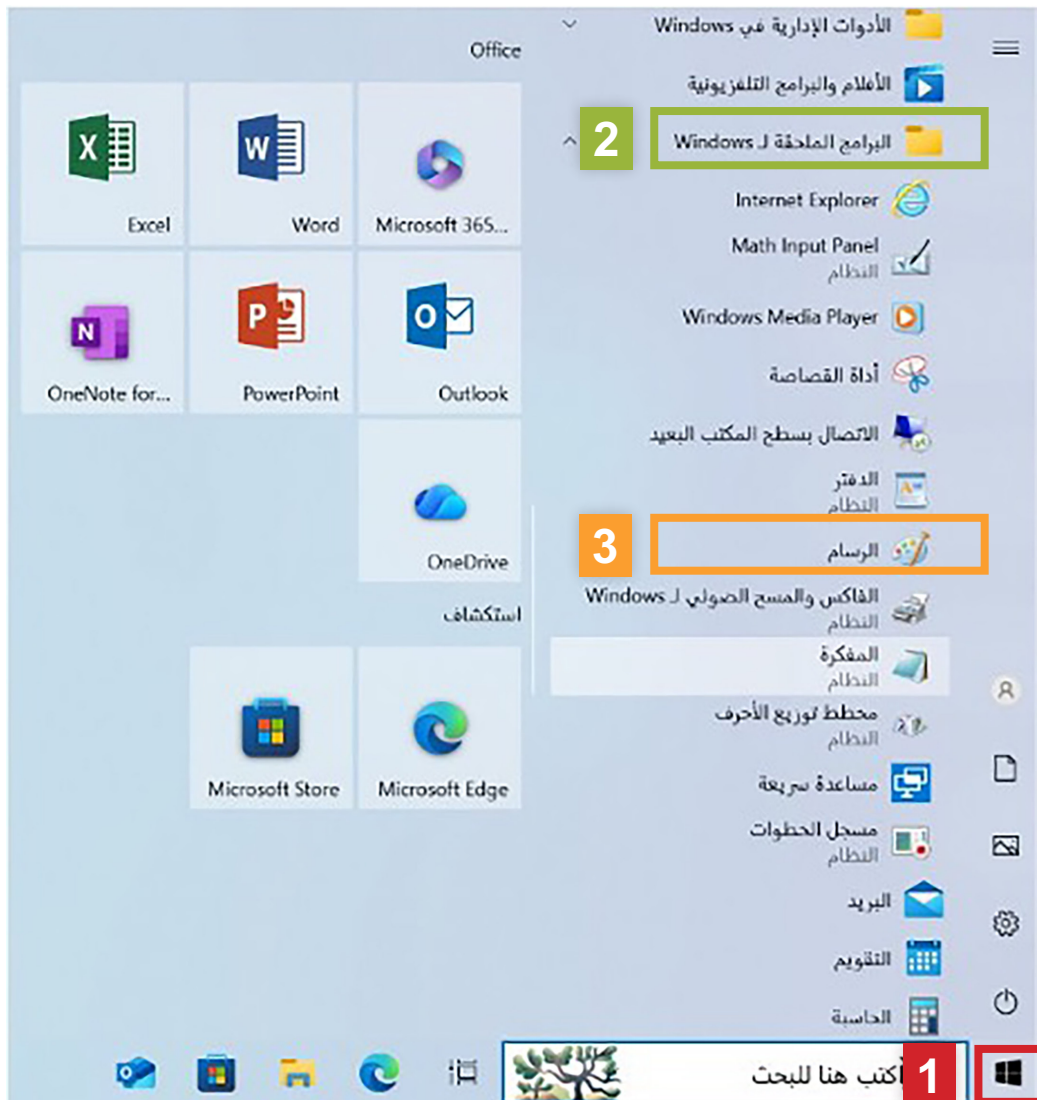 الأدوات الإدارية في Windows
الأفلام والبرامج التلفزيونية
2
البرامج الملحقة لـ Windows
Internet Explorer
Math Input Panel
النظام
Windows Media Player
أداة القصاصة
الاتصال بسطح المكتب البعيد
الدفتر
النظام
3
الرسام
الفاكس والمسح الضوئي لـ Windows
النظام
المفكرة
النظام
مخطط توزيع الأحرف
النظام
مساعدة سريعة
مسجل الخطوات
النظام
البريد
التقويم
الحاسبة
Office
Microsoft 365...
Word
Excel
Outlook
PowerPoint
OneNote for...
OneDrive
استكشاف
Microsoft Edge
Microsoft Store
1
أكتب هنا للبحث